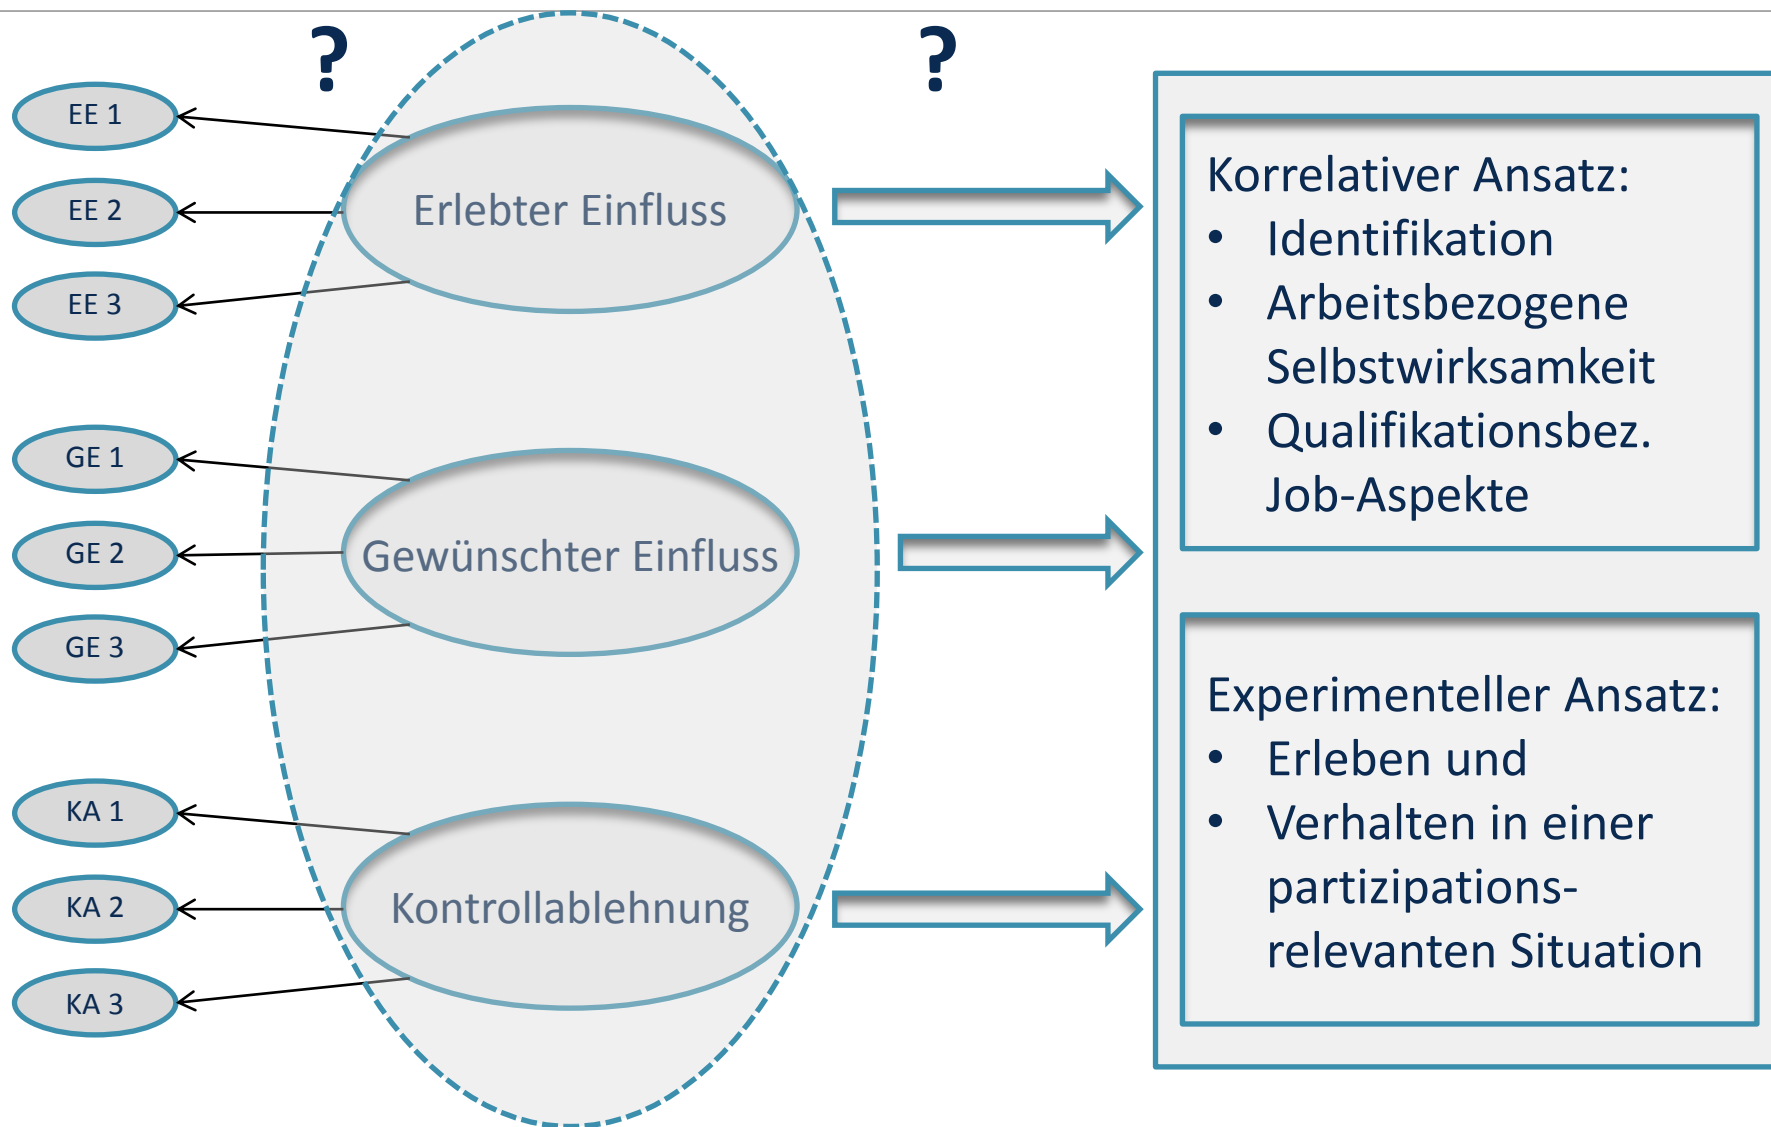 ?
?
EE 1
EE 2
EE 3
Erlebter Einfluss
GE 1
GE 2
GE 3
Gewünschter Einfluss
KA 1
KA 2
KA 3
Kontrollablehnung
Korrelativer Ansatz:
• Identifikation
• Arbeitsbezogene
Selbstwirksamkeit
• Qualifikationsbez.
Job-Aspekte
Experimenteller Ansatz:
• Erleben und
• Verhalten in einer
partizipations-
relevanten Situation